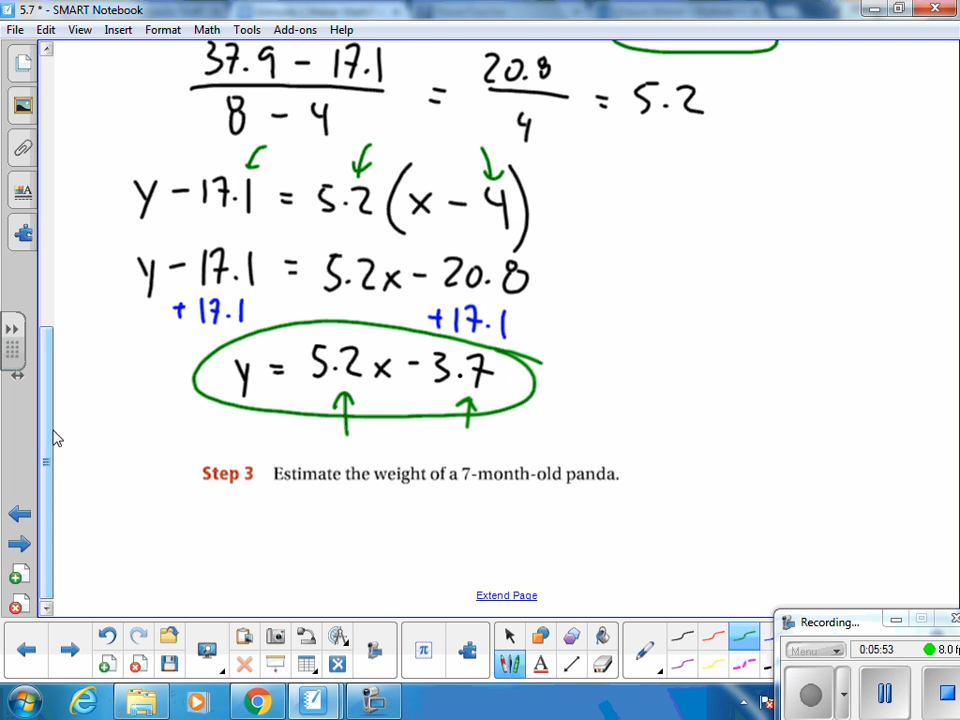 5.7 * - SMART Notebook
File Edit View Insert Format Math Tools Add-ons Help
37.9 - 17.1
8 - 4
=
20.8
4
= 5.2
y - 17.1 = 5.2 (x - 4)
y - 17.1 = 5.2x - 20.8
+ 17.1 + 17.1
y = 5.2x - 3.7
Step 3 Estimate the weight of a 7-month-old panda.
Extend Page
Recording...
Menu 0:05:53 8.0 f